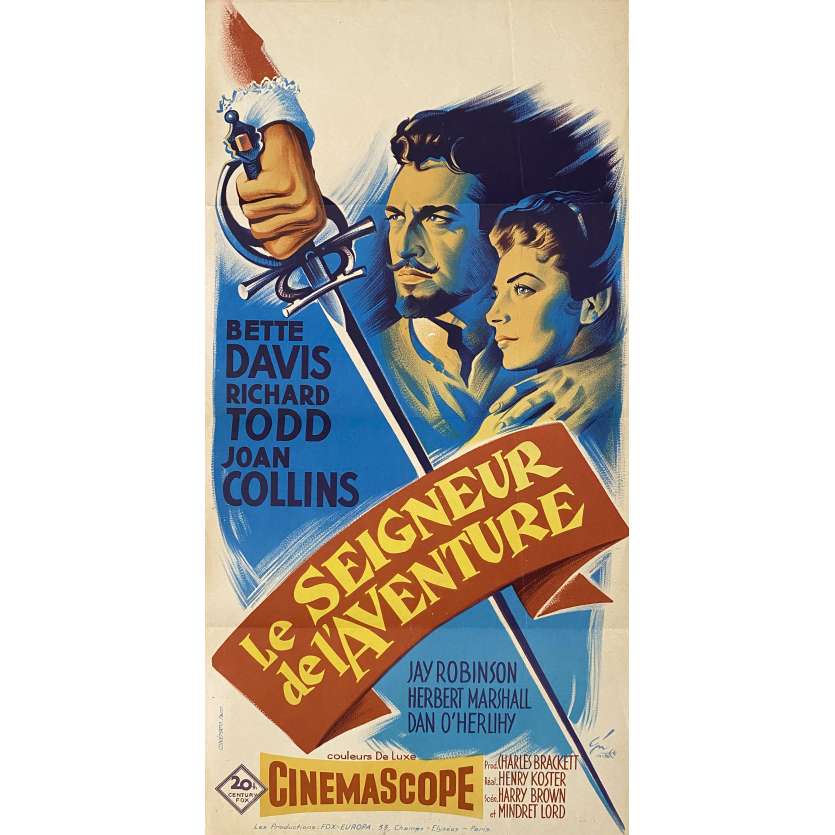 BETTE
DAVIS
RICHARD
TODD
JOAN
COLLINS
Le SEIGNEUR
de l'AVENTURE
JAY ROBINSON
HERBERT MARSHALL
DAN O'HERLIHY
couleurs De Luxe
CINEMASCOPE
20th
CENTURY
FOX
Prod. CHARLES BRACKETT
Réal. HENRY KOSTER
Scén. HARRY BROWN
et MINDRET LORD
Les Productions: FOX-EUROPA. 33, Champs-Elysées - Paris